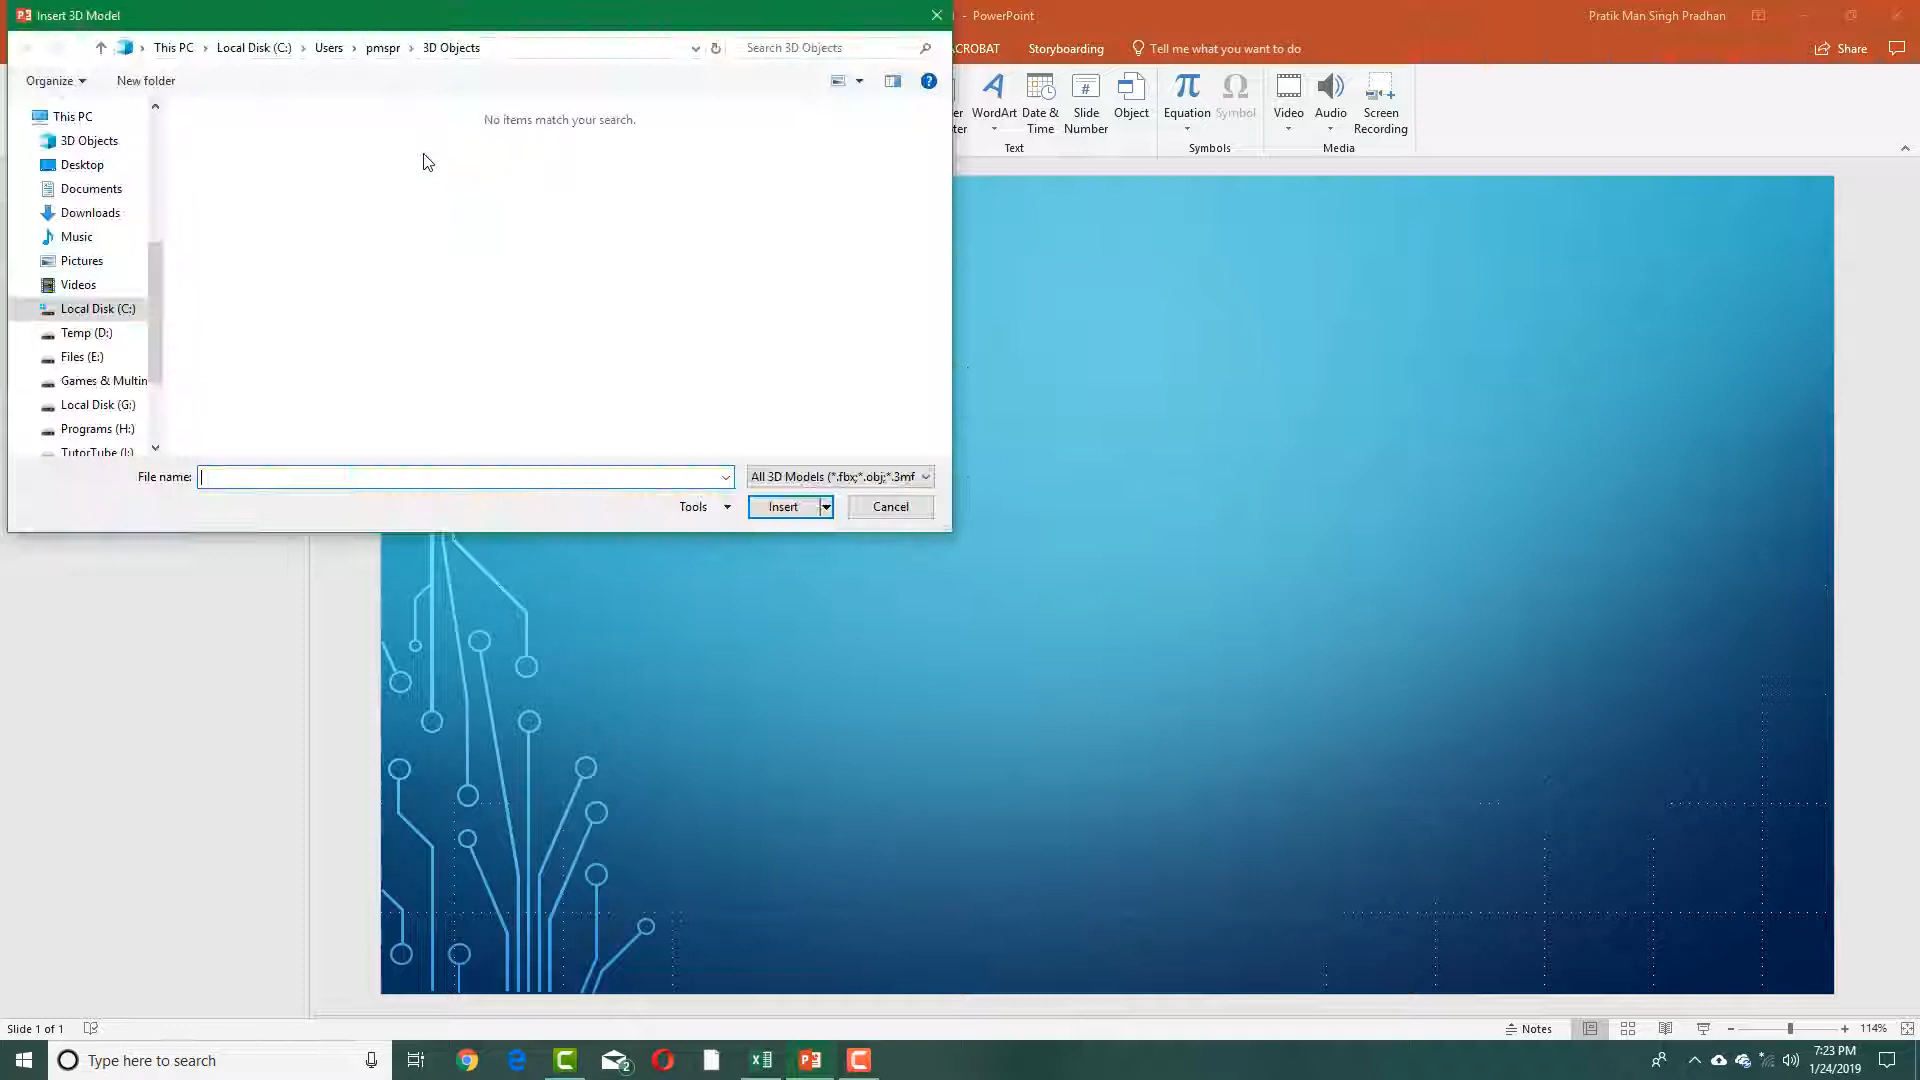 Insert 3D Model
- PowerPoint
Pratik Man Singh Pradhan
This PC › Local Disk (C:) › Users › pmspr › 3D Objects
Search 3D Objects
Storyboarding
Tell me what you want to do
Share
Organize
New folder
WordArt
Date & Time
Slide Number
Object
Equation
Symbol
Video
Audio
Screen Recording
Text
Symbols
Media
No items match your search.
This PC
3D Objects
Desktop
Documents
Downloads
Music
Pictures
Videos
Local Disk (C:)
Temp (D:)
Files (E:)
Games & Multin
Local Disk (G:)
Programs (H:)
TutorTube (I:)
File name:
All 3D Models (*.fbx;*.obj;*.3mf
Tools
Insert
Cancel
Slide 1 of 1
Notes
114%
Type here to search
2
7:23 PM
1/24/2019